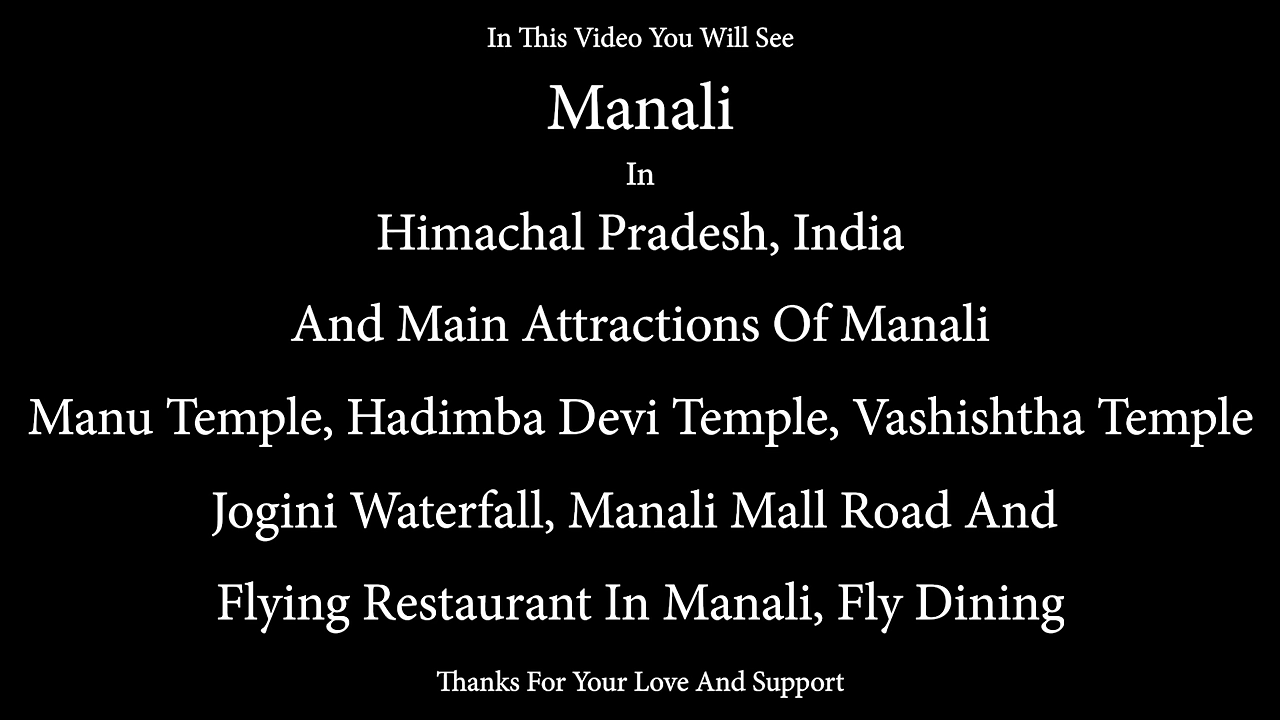 In This Video You Will See
Manali
In
Himachal Pradesh, India
And Main Attractions Of Manali
Manu Temple, Hadimba Devi Temple, Vashishtha Temple
Jogini Waterfall, Manali Mall Road And
Flying Restaurant In Manali, Fly Dining
Thanks For Your Love And Support